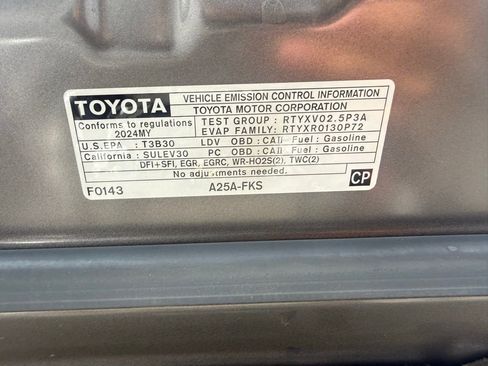 TOYOTA
VEHICLE EMISSION CONTROL INFORMATION
TOYOTA MOTOR CORPORATION
Conforms to regulations
2024MY
TEST GROUP : RTYXV02.5P3A
EVAP FAMILY: RTYXR0130P72
U.S.EPA : T3B30 LDV OBD : CAII Fuel : Gasoline
California : SULEV30 PC OBD : CAII Fuel : Gasoline
DFI+SFI, EGR, EGRC, WR-HO2S(2), TWC(2)
No adjustments needed.
F0143 A25A-FKS CP